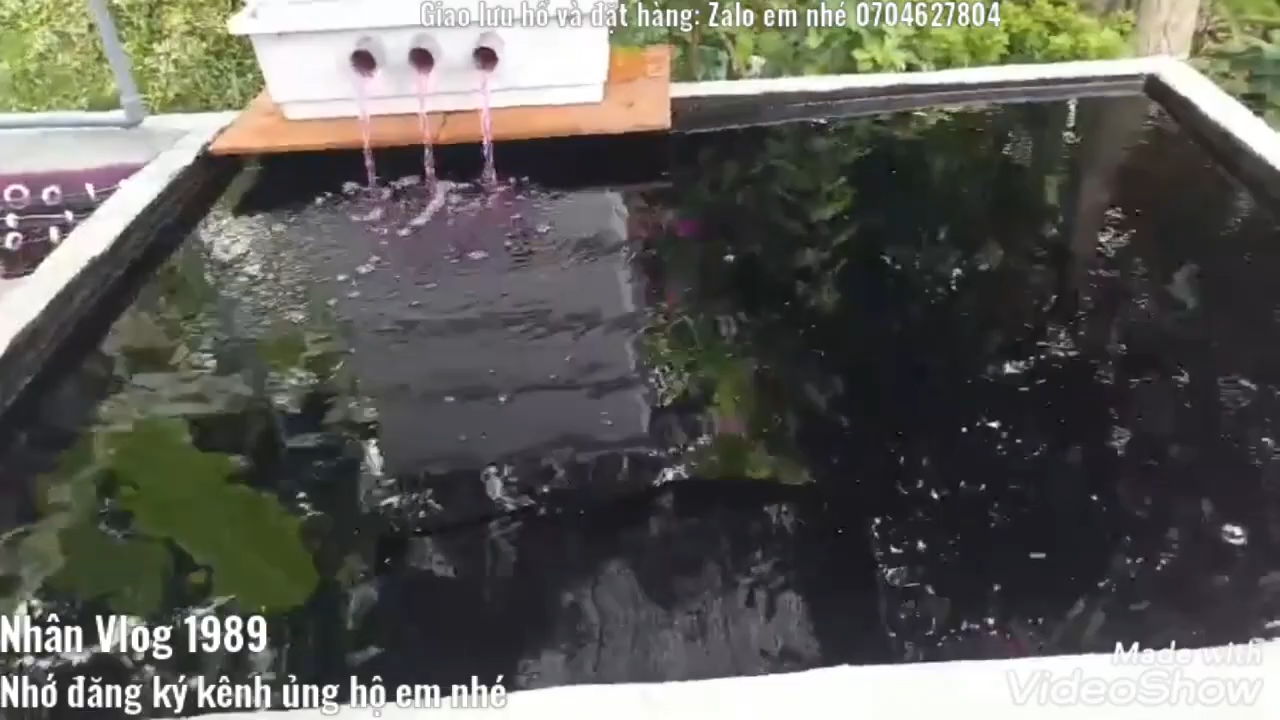 Giao lưu hồ và đặt hàng: Zalo em nhé 0704627804
Nhân Vlog 1989
Nhớ đăng ký kênh ủng hộ em nhé
Made with
VideoShow